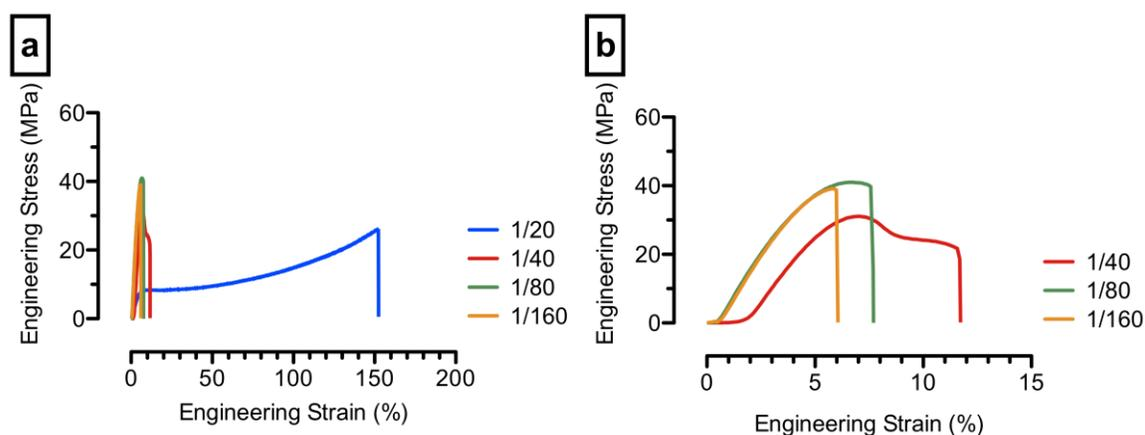 a
Engineering Stress (MPa)
60
40
20
0
0 50 100 150 200
Engineering Strain (%)
1/20
1/40
1/80
1/160
b
Engineering Stress (MPa)
60
40
20
0
0 5 10 15
Engineering Strain (%)
1/40
1/80
1/160